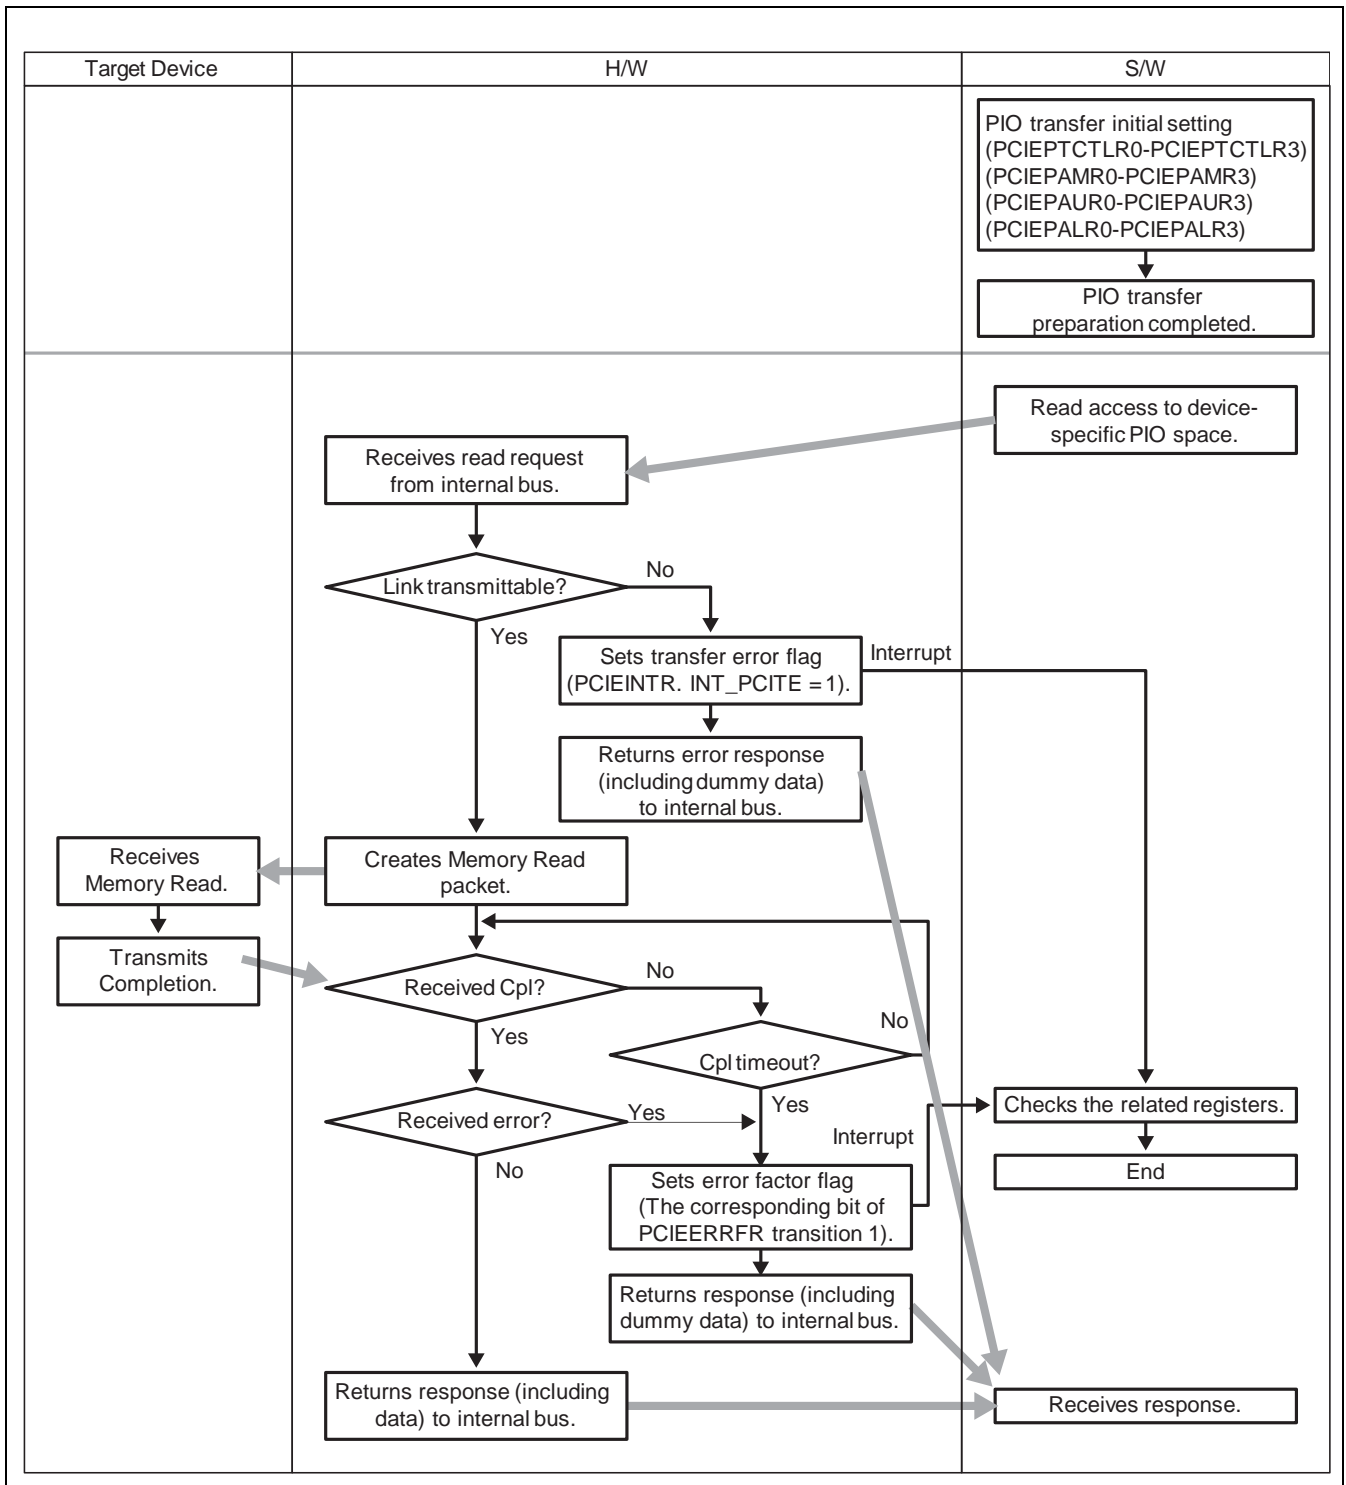 Target Device
H/W
S/W
PIO transfer initial setting
(PCIEPTCTLR0-PCIEPTCTLR3)
(PCIEPAMR0-PCIEPAMR3)
(PCIEPAUR0-PCIEPAUR3)
(PCIEPALR0-PCIEPALR3)
PIO transfer
preparation completed.
Read access to device-
specific PIO space.
Receives read request
from internal bus.
Link transmittable?
No
Yes
Sets transfer error flag
(PCIEINTR. INT_PCITE = 1).
Interrupt
Returns error response
(including dummy data)
to internal bus.
Receives
Memory Read.
Creates Memory Read
packet.
Transmits
Completion.
Received Cpl?
No
Yes
Cpl timeout?
No
Yes
Received error?
Yes
No
Interrupt
Checks the related registers.
End
Sets error factor flag
(The corresponding bit of
PCIEERRFR transition 1).
Returns response (including
dummy data) to internal bus.
Returns response (including
data) to internal bus.
Receives response.